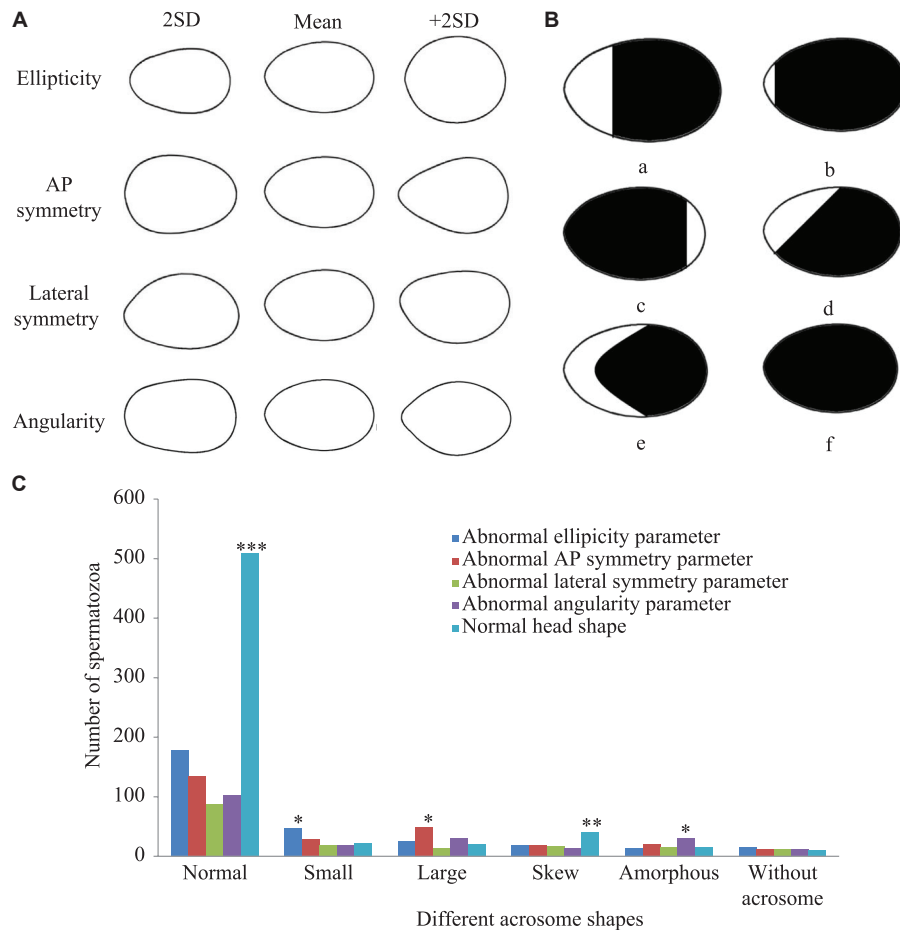 A
2SD
Mean
+2SD
Ellipticity
AP
symmetry
Lateral
symmetry
Angularity
B
a
b
c
d
e
f
C
600
500
400
300
200
100
0
Number of spermatozoa
***
*
*
**
*
Abnormal ellipicity parameter
Abnormal AP symmetry parmeter
Abnormal lateral symmetry parameter
Abnormal angularity parameter
Normal head shape
Normal
Small
Large
Skew
Amorphous
Without
acrosome
Different acrosome shapes